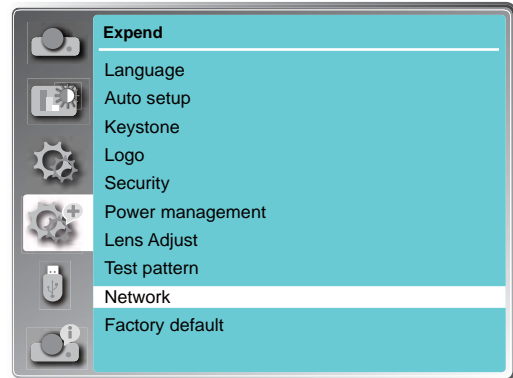 Expend
Language
Auto setup
Keystone
Logo
Security
Power management
Lens Adjust
Test pattern
Network
Factory default